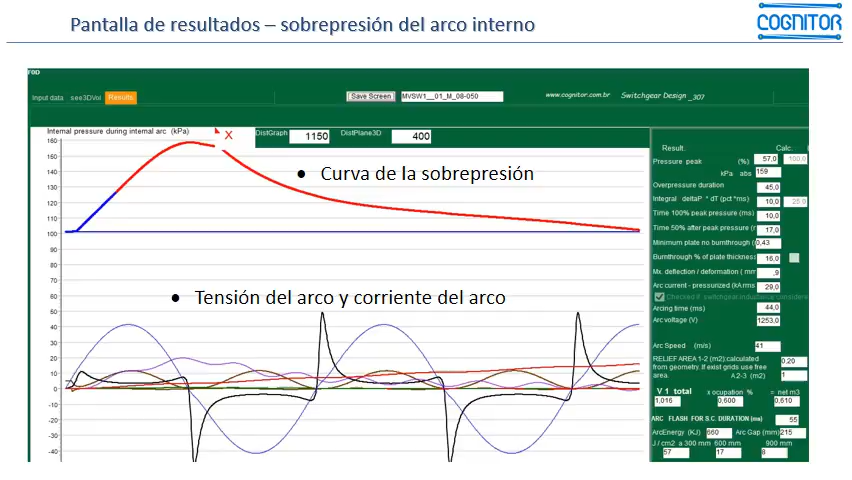 Pantalla de resultados – sobrepresión del arco interno
COGNITOR
FOD
Input data see3DVol Results
Save Screen MVSW1__01_M_08-050
www.cognitor.com.br Switchgear Design _307
Internal pressure during internal arc (kPa)
X
DistGraph 1150 DistPlane3D 400
160
150
140
130
120
110
100
90
80
70
60
50
40
30
20
10
0
-10
-20
-30
-40
• Curva de la sobrepresión
• Tensión del arco y corriente del arco
Result. Calc.
Pressure peak (%) 57,0 100,0
kPa abs 159
Overpressure duration 45,0
Integral deltaP * dT (pct *ms) 10,0 25,0
Time 100% peak pressure (ms) 10,0
Time 50% after peak pressure (r 17,0
Minimum plate no burnthrough ( 0,43
Burnthrough % of plate thickness 16,0
Mx. deflection / deformation ( mm ,9
Arc current - pressurized (kA rms 29,0
Checked if switchgear inductance considere
Arcing time (ms) 44,0
Arc voltage (V) 1253,0
Arc Speed (m/s) 41
RELIEF AREA 1-2 (m2):calculated 0.20
from geometry. If exist grids use free
area. A 2-3 (m2) 1
V 1 total x ocupation % = net m3
1,016 0,600 0,610
ARC FLASH FOR S.C. DURATION (ms) 55
ArcEnergy (KJ) 660 Arc Gap (mm) 215
J / cm2 a 300 mm 600 mm 900 mm
57 17 8